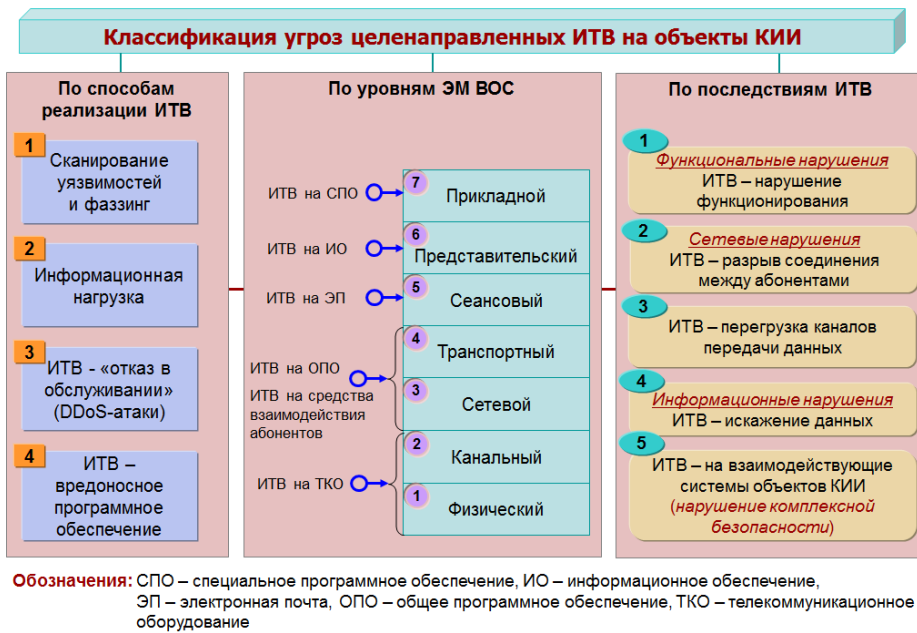 Классификация угроз целенаправленных ИТВ на объекты КИИ
По способам
реализации ИТВ
1
Сканирование
уязвимостей
и фаззинг
2
Информационная
нагрузка
3
ИТВ - «отказ в
обслуживании»
(DDoS-атаки)
4
ИТВ –
вредоносное
программное
обеспечение
По уровням ЭМ ВОС
ИТВ на СПО
7
Прикладной
ИТВ на ИО
6
Представительский
ИТВ на ЭП
5
Сеансовый
ИТВ на ОПО
ИТВ на средства
взаимодействия
абонентов
4
Транспортный
3
Сетевой
ИТВ на ТКО
2
Канальный
1
Физический
По последствиям ИТВ
1
Функциональные нарушения
ИТВ – нарушение
функционирования
2
Сетевые нарушения
ИТВ – разрыв соединения
между абонентами
3
ИТВ – перегрузка каналов
передачи данных
4
Информационные нарушения
ИТВ – искажение данных
5
ИТВ – на взаимодействующие
системы объектов КИИ
(нарушение комплексной
безопасности)
Обозначения: СПО – специальное программное обеспечение, ИО – информационное обеспечение,
ЭП – электронная почта, ОПО – общее программное обеспечение, ТКО – телекоммуникационное
оборудование